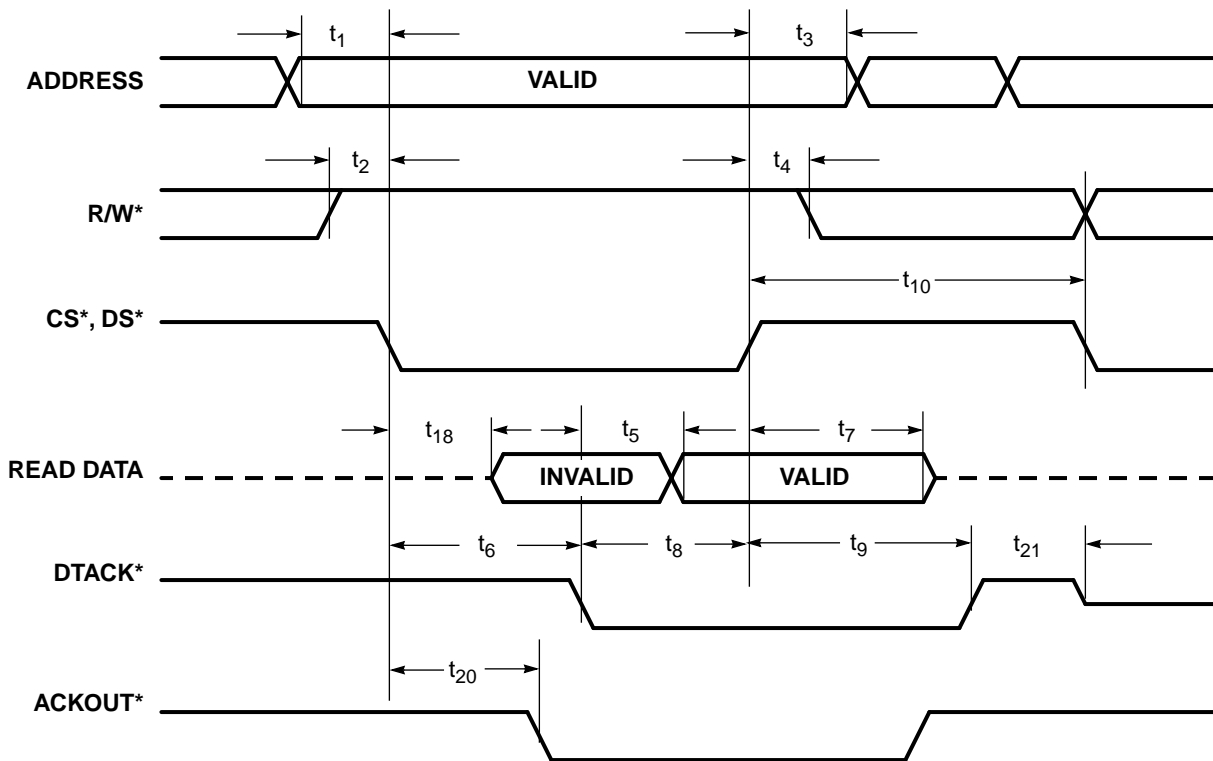 t1 t3
ADDRESS VALID
t2 t4
R/W*
t10
CS*, DS*
t18 t5 t7
READ DATA INVALID VALID
t6 t8 t9 t21
DTACK*
t20
ACKOUT*